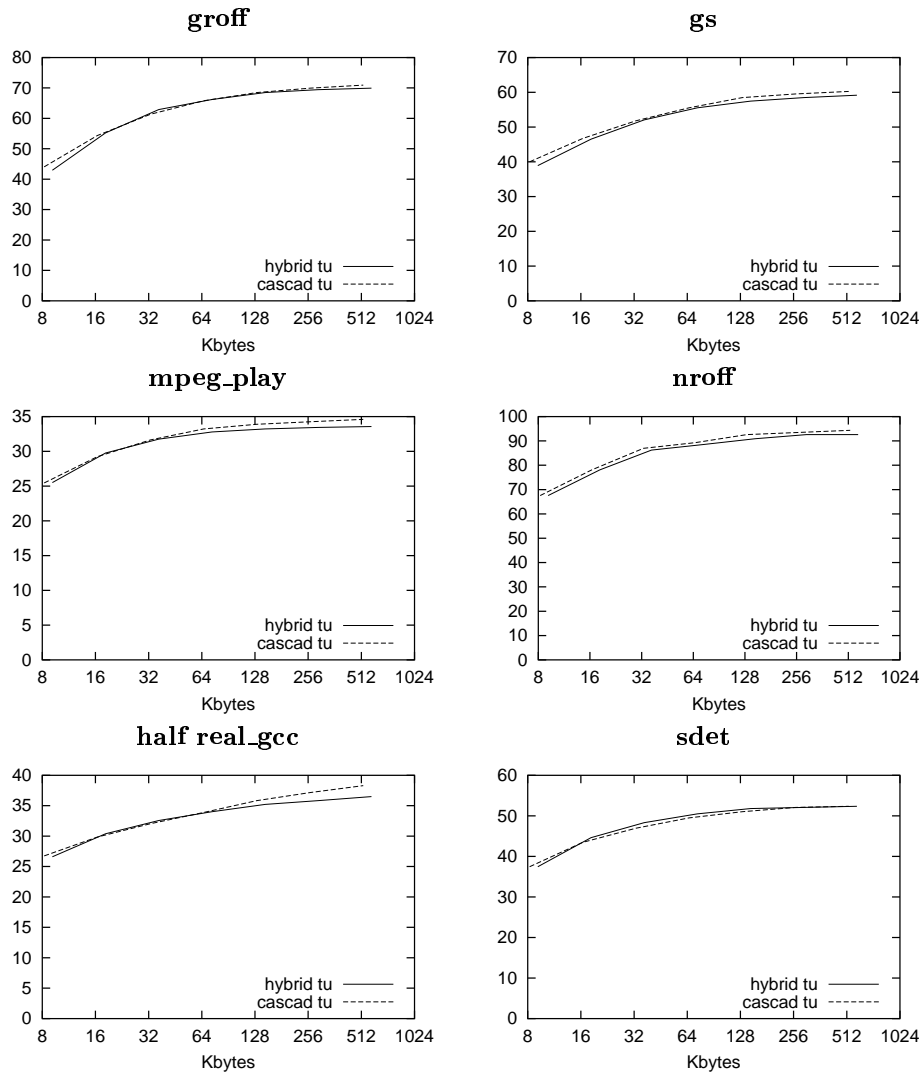 groff
80
70
60
50
40
30
20
10
0
hybrid tu
cascad tu
8 16 32 64 128 256 512 1024
Kbytes
gs
70
60
50
40
30
20
10
0
hybrid tu
cascad tu
8 16 32 64 128 256 512 1024
Kbytes
mpeg_play
35
30
25
20
15
10
5
0
hybrid tu
cascad tu
8 16 32 64 128 256 512 1024
Kbytes
nroff
100
90
80
70
60
50
40
30
20
10
0
hybrid tu
cascad tu
8 16 32 64 128 256 512 1024
Kbytes
half real_gcc
40
35
30
25
20
15
10
5
0
hybrid tu
cascad tu
8 16 32 64 128 256 512 1024
Kbytes
sdet
60
50
40
30
20
10
0
hybrid tu
cascad tu
8 16 32 64 128 256 512 1024
Kbytes